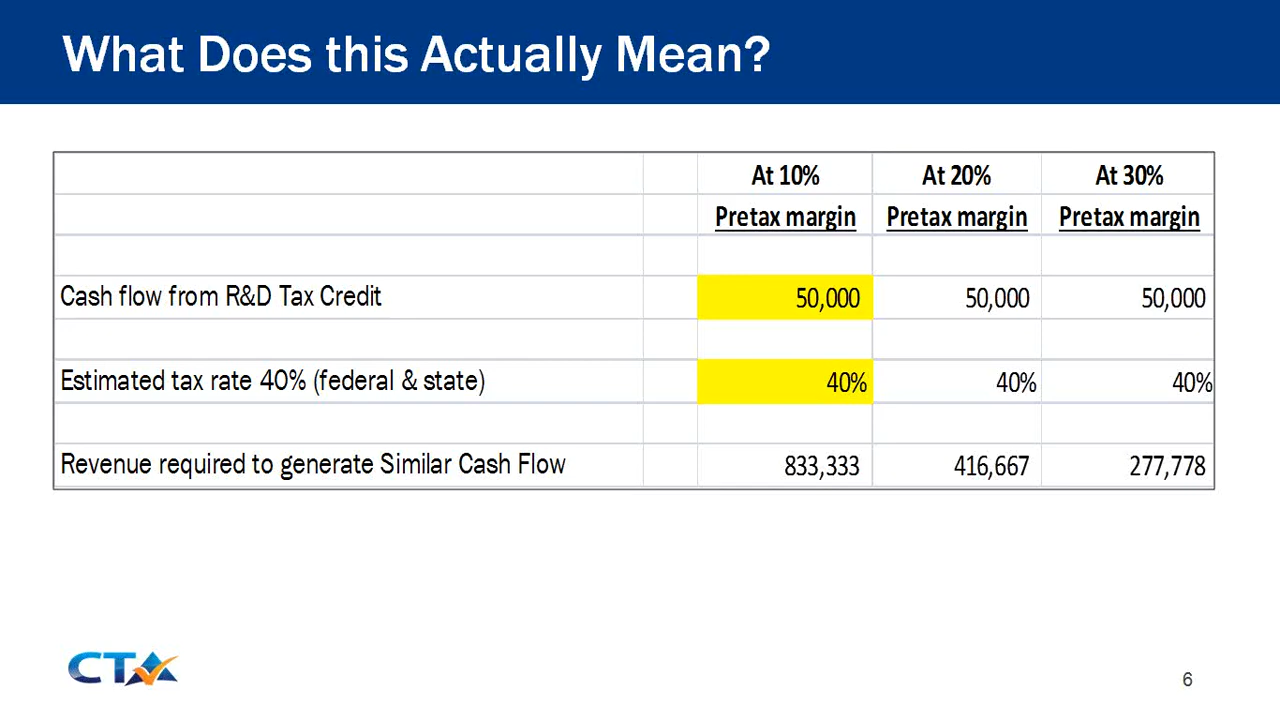 What Does this Actually Mean?
At 10% At 20% At 30%
Pretax margin Pretax margin Pretax margin
Cash flow from R&D Tax Credit 50,000 50,000 50,000
Estimated tax rate 40% (federal & state) 40% 40% 40%
Revenue required to generate Similar Cash Flow 833,333 416,667 277,778
CTA
6